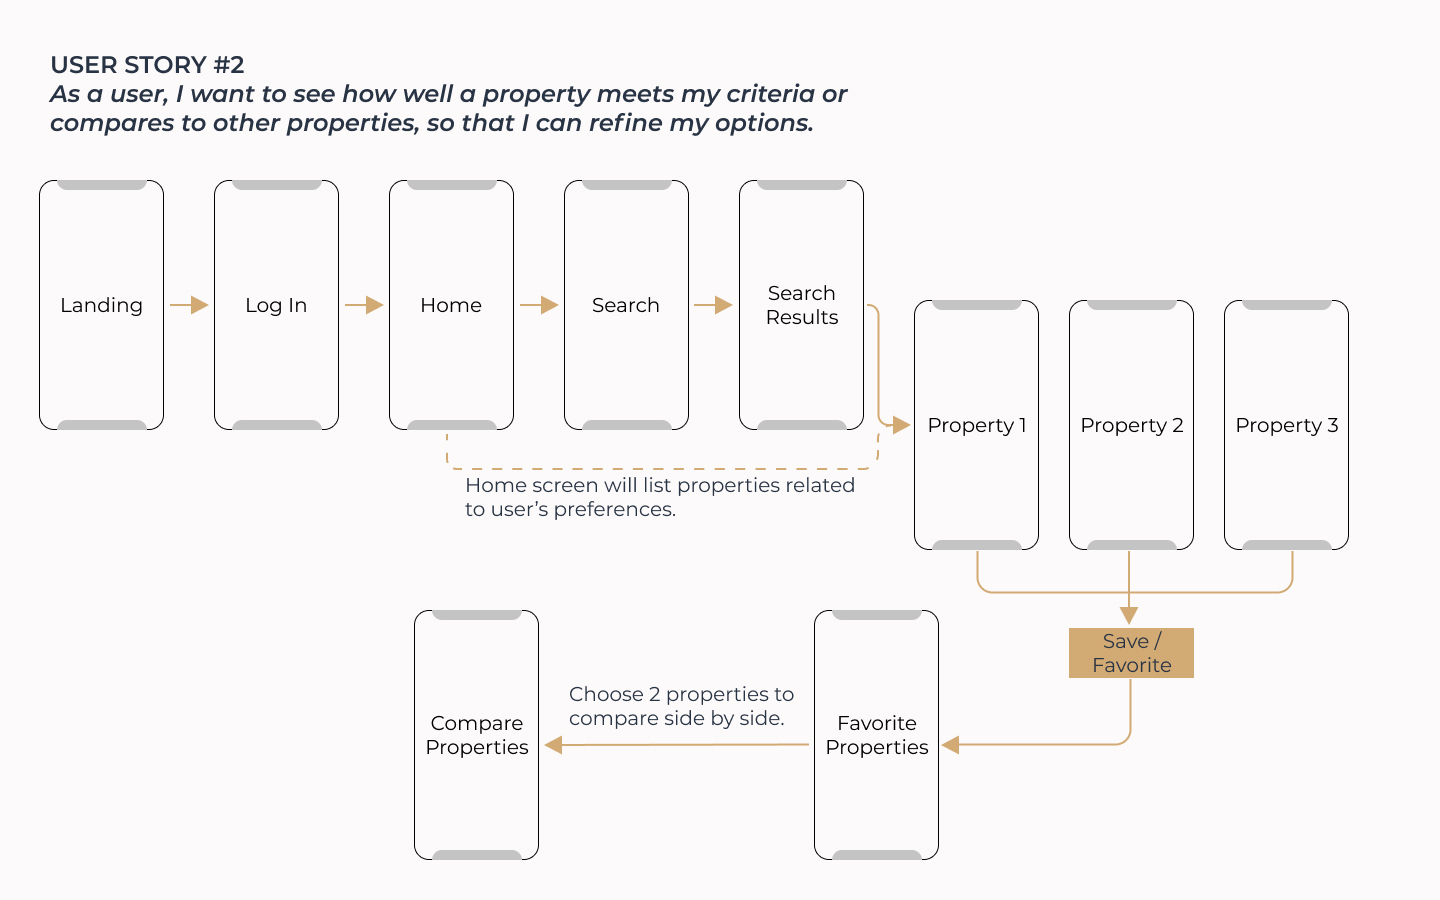 USER STORY #2
As a user, I want to see how well a property meets my criteria or
compares to other properties, so that I can refine my options.
Landing
Log In
Home
Search
Search
Results
Property 1
Property 2
Property 3
Home screen will list properties related
to user’s preferences.
Save /
Favorite
Favorite
Properties
Choose 2 properties to
compare side by side.
Compare
Properties